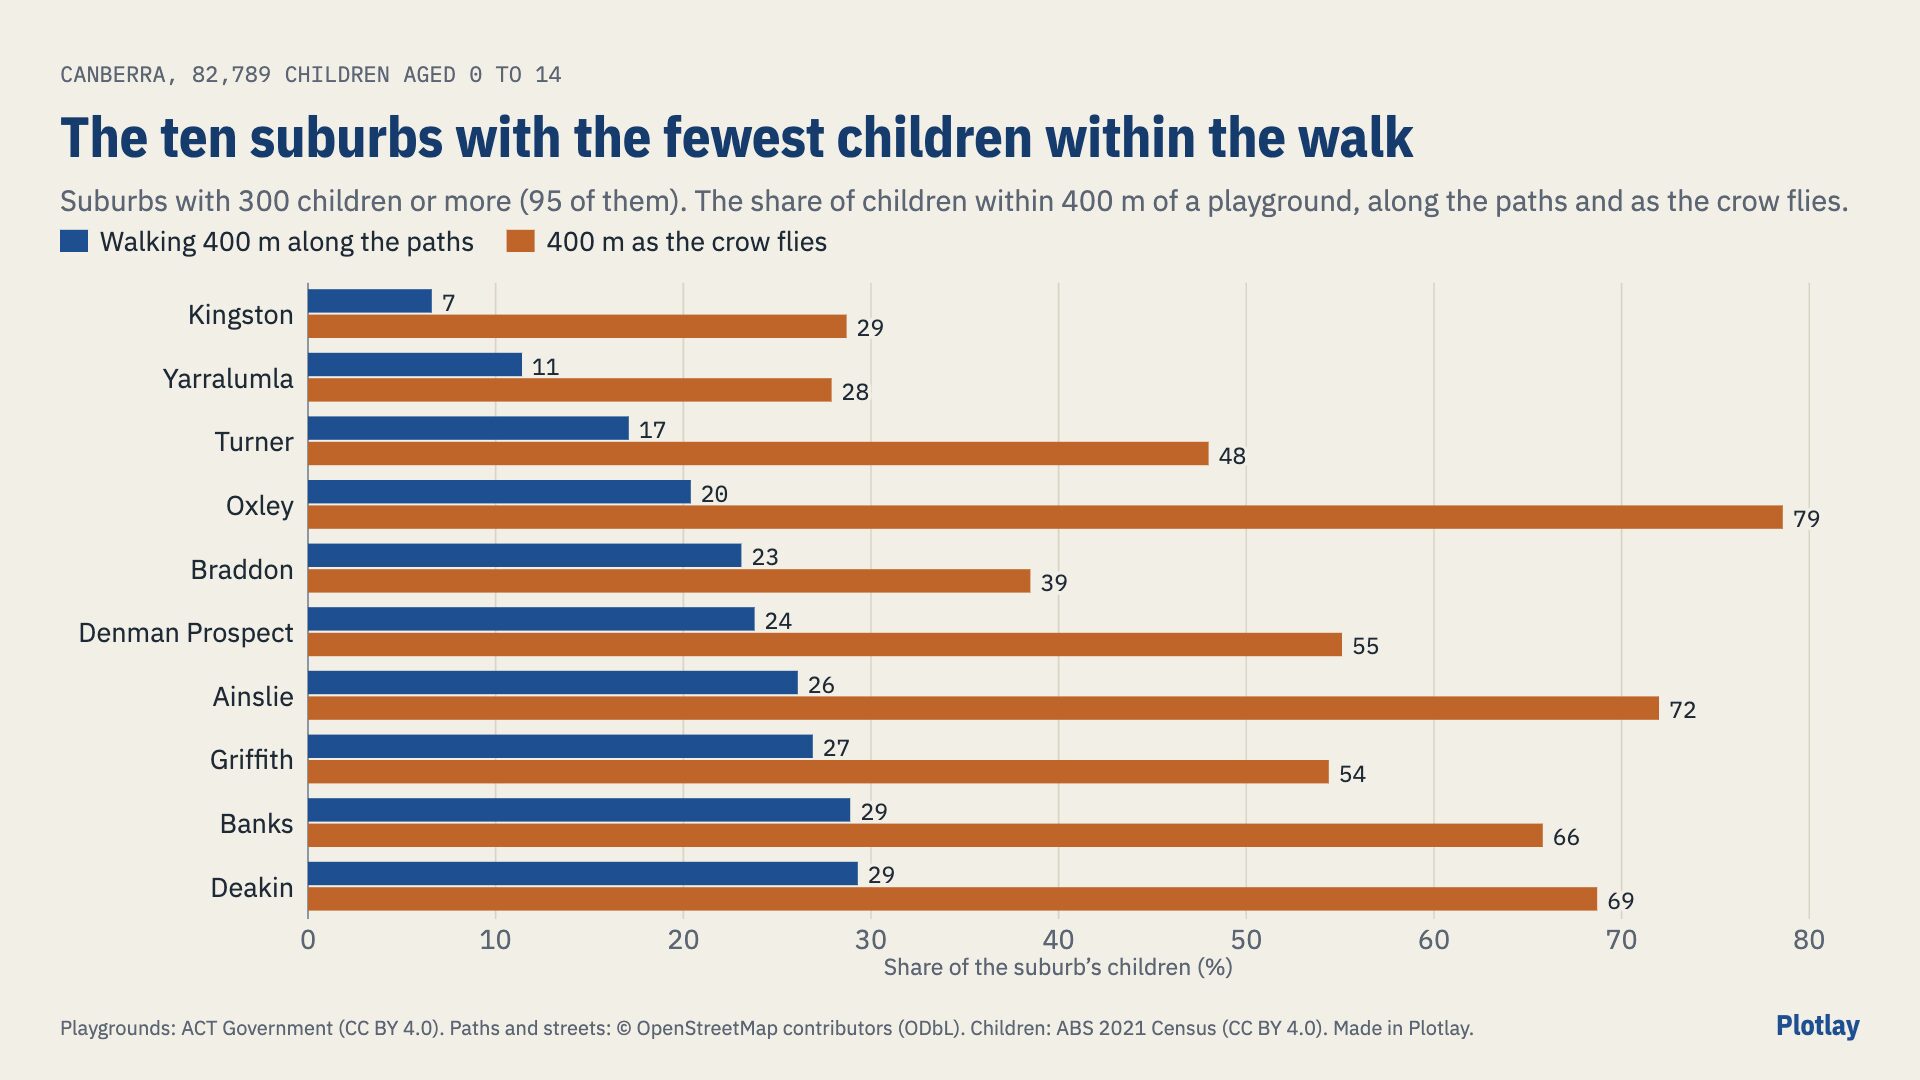 CANBERRA, 82,789 CHILDREN AGED 0 TO 14
The ten suburbs with the fewest children within the walk
Suburbs with 300 children or more (95 of them). The share of children within 400 m of a playground, along the paths and as the crow flies.
Walking 400 m along the paths 400 m as the crow flies
Kingston 7 29
Yarralumla 11 28
Turner 17 48
Oxley 20 79
Braddon 23 39
Denman Prospect 24 55
Ainslie 26 72
Griffith 27 54
Banks 29 66
Deakin 29 69
0 10 20 30 40 50 60 70 80
Share of the suburb’s children (%)
Playgrounds: ACT Government (CC BY 4.0). Paths and streets: © OpenStreetMap contributors (ODbL). Children: ABS 2021 Census (CC BY 4.0). Made in Plotlay.
Plotlay